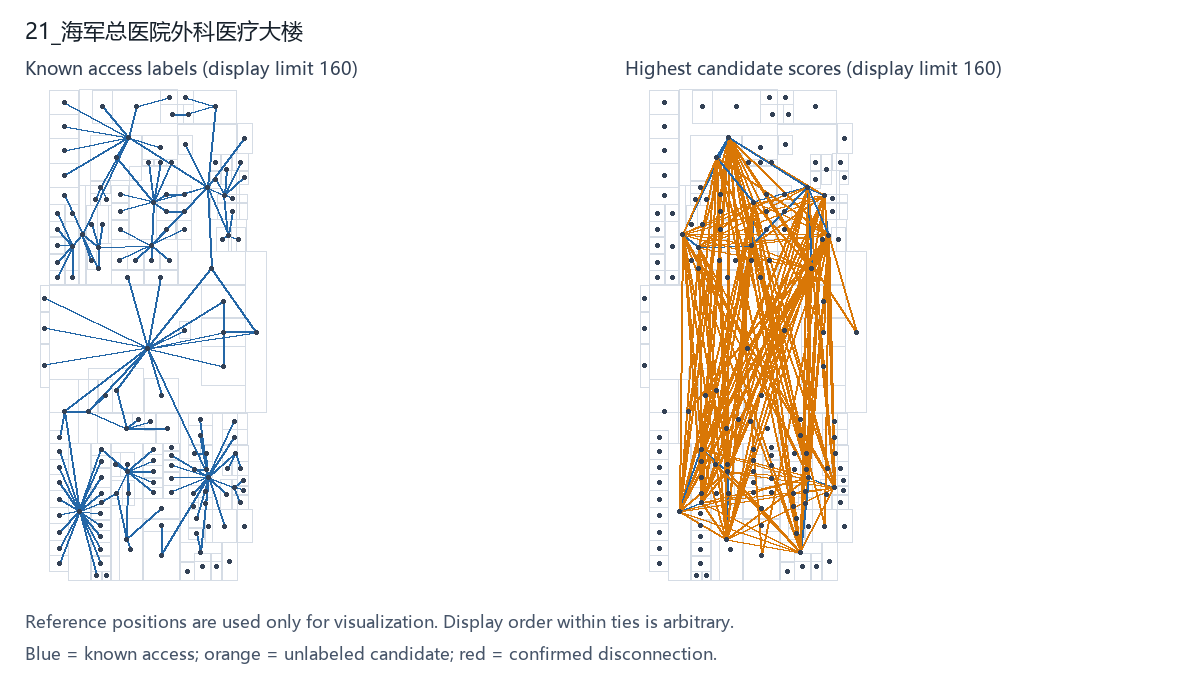 21_海军总医院外科医疗大楼
Known access labels (display limit 160)
Highest candidate scores (display limit 160)
Reference positions are used only for visualization. Display order within ties is arbitrary.
Blue = known access; orange = unlabeled candidate; red = confirmed disconnection.